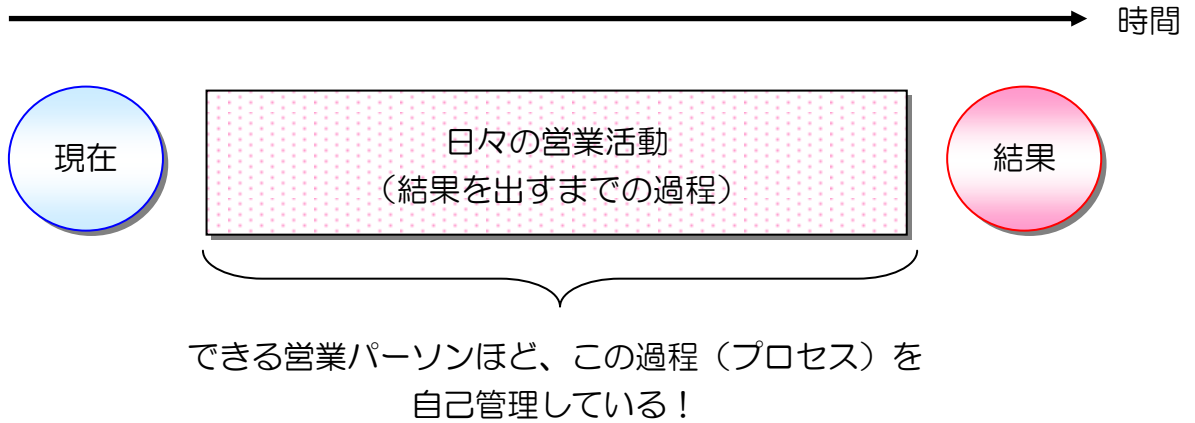 時間
現在
日々の営業活動
（結果を出すまでの過程）
結果
できる営業パーソンほど、この過程（プロセス）を
自己管理している！